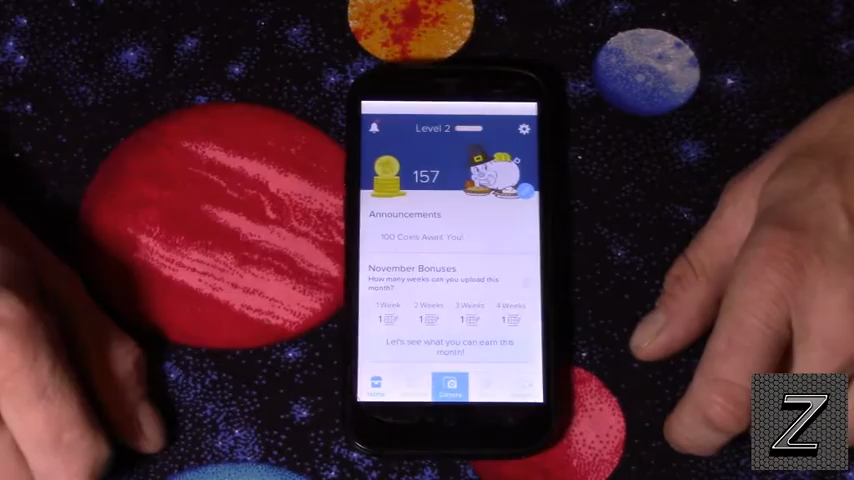 Level 2
157
Announcements
100 Coins Await You!
November Bonuses
How many weeks can you upload this
month?
1 Week
2 Weeks
3 Weeks
4 Weeks
1
1
1
1
Let's see what you can earn this
month!
Home
Camera
Z